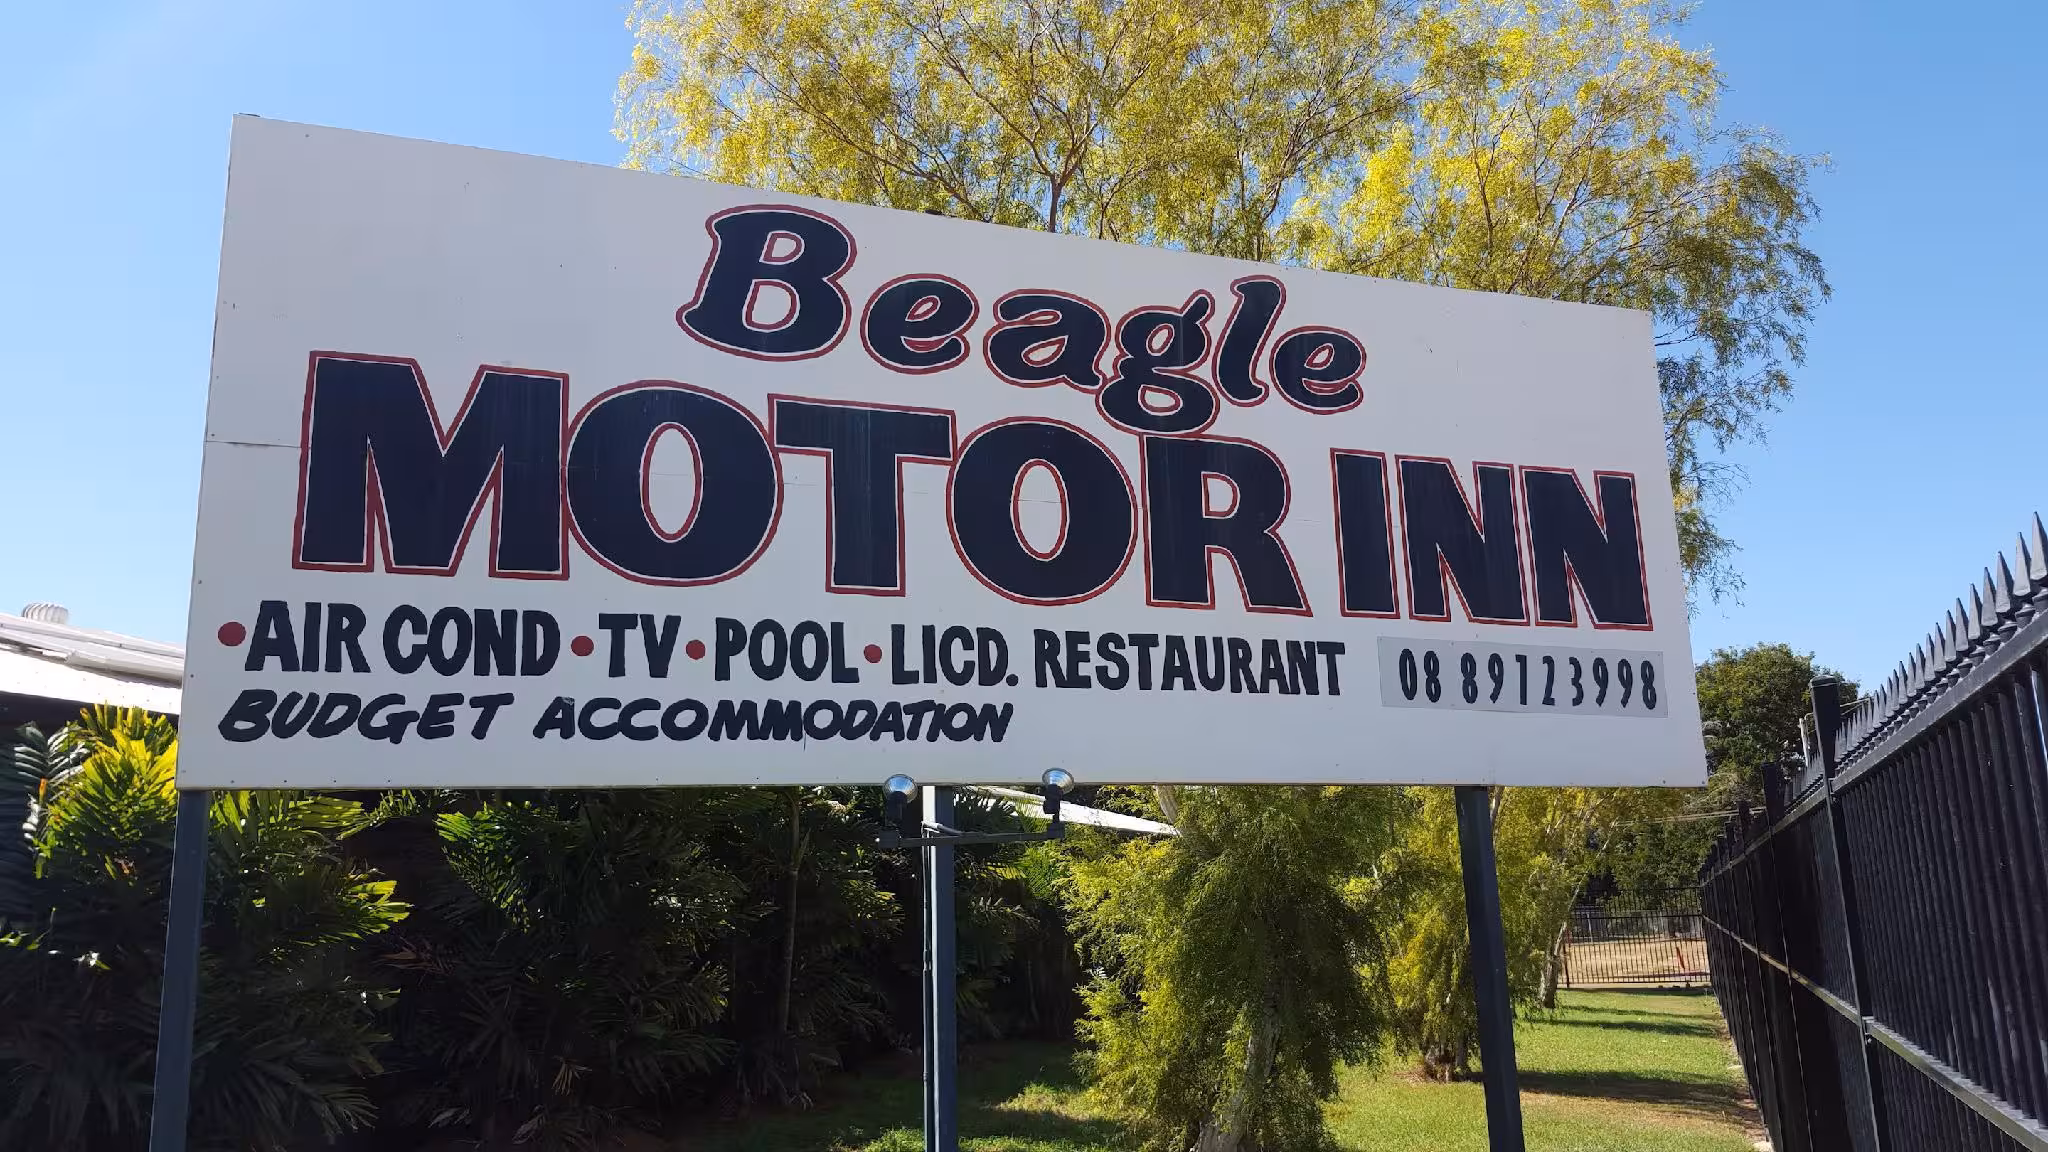 Beagle
MOTOR INN
•AIR COND •TV •POOL •LICD. RESTAURANT 08 89123998
BUDGET ACCOMMODATION